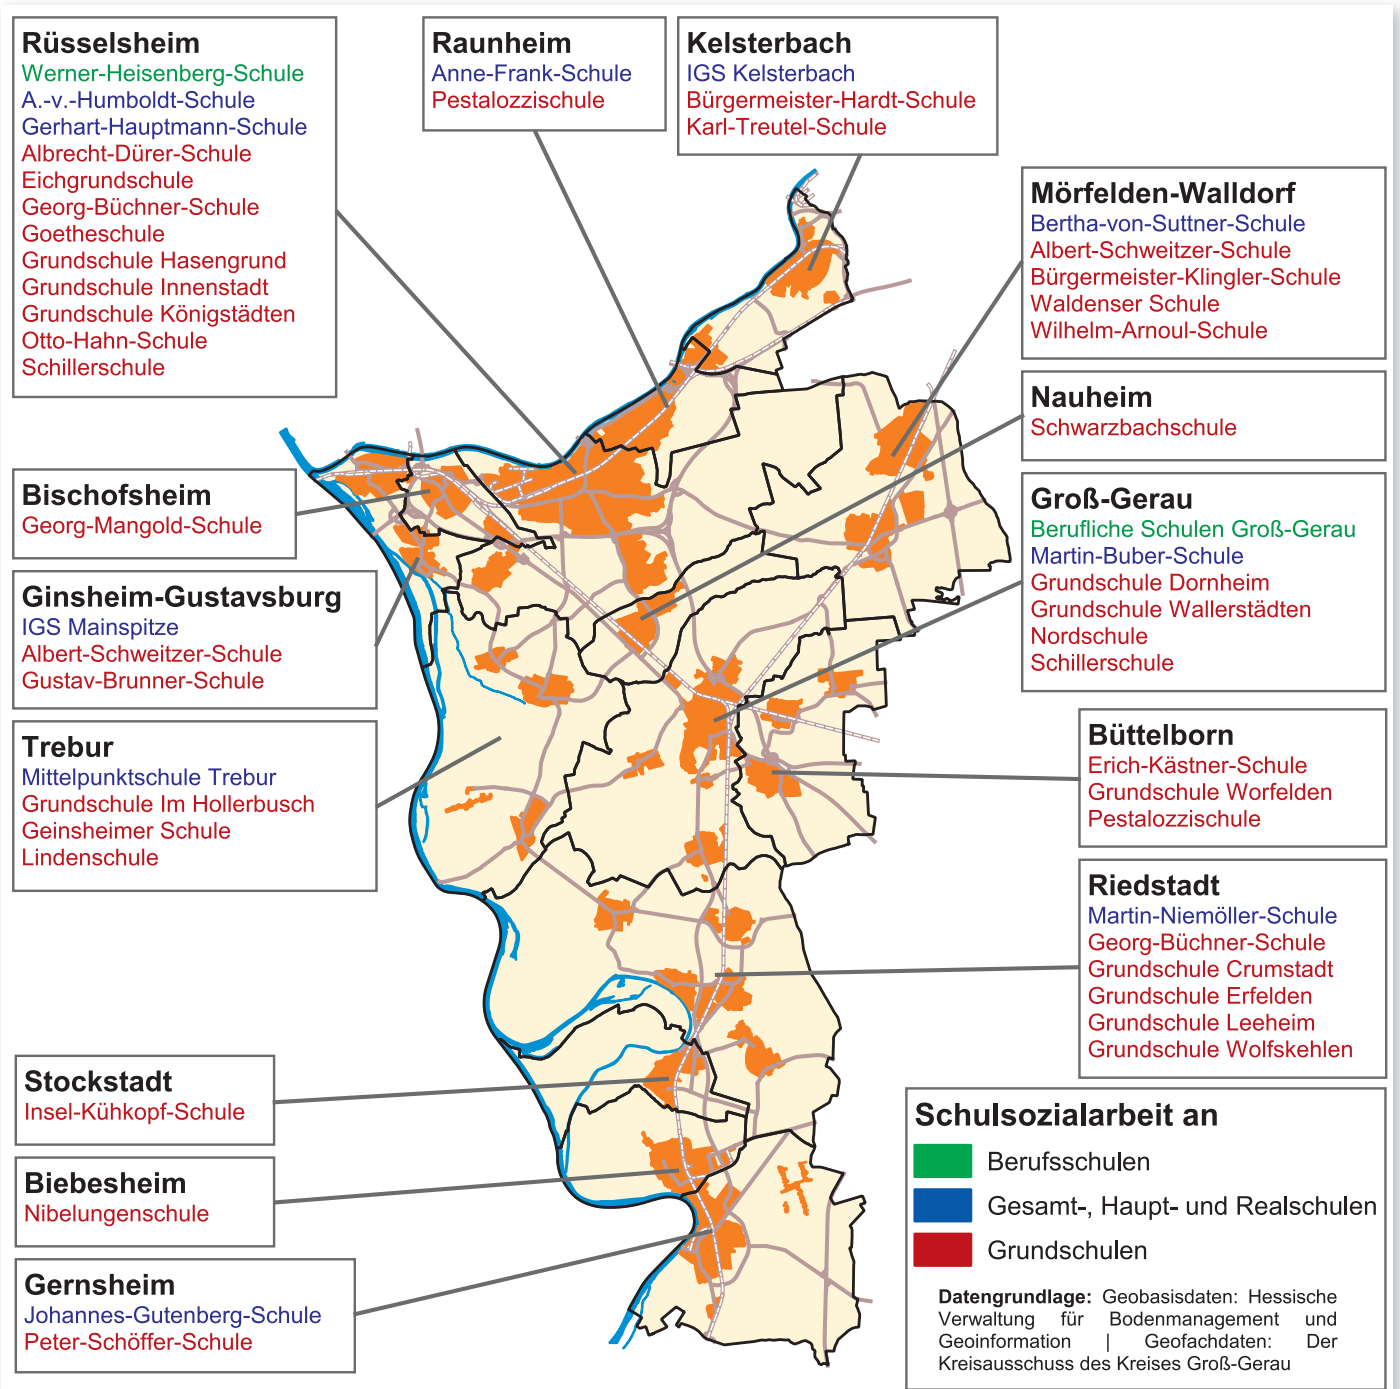 Rüsselsheim
Werner-Heisenberg-Schule
A.-v.-Humboldt-Schule
Gerhart-Hauptmann-Schule
Albrecht-Dürer-Schule
Eichgrundschule
Georg-Büchner-Schule
Goetheschule
Grundschule Hasengrund
Grundschule Innenstadt
Grundschule Königstädten
Otto-Hahn-Schule
Schillerschule
Raunheim
Anne-Frank-Schule
Pestalozzischule
Kelsterbach
IGS Kelsterbach
Bürgermeister-Hardt-Schule
Karl-Treutel-Schule
Mörfelden-Walldorf
Bertha-von-Suttner-Schule
Albert-Schweitzer-Schule
Bürgermeister-Klingler-Schule
Waldenser Schule
Wilhelm-Arnoul-Schule
Nauheim
Schwarzbachschule
Bischofsheim
Georg-Mangold-Schule
Groß-Gerau
Berufliche Schulen Groß-Gerau
Martin-Buber-Schule
Grundschule Dornheim
Grundschule Wallerstädten
Nordschule
Schillerschule
Ginsheim-Gustavsburg
IGS Mainspitze
Albert-Schweitzer-Schule
Gustav-Brunner-Schule
Trebur
Mittelpunktschule Trebur
Grundschule Im Hollerbusch
Geinsheimer Schule
Lindenschule
Büttelborn
Erich-Kästner-Schule
Grundschule Worfelden
Pestalozzischule
Riedstadt
Martin-Niemöller-Schule
Georg-Büchner-Schule
Grundschule Crumstadt
Grundschule Erfelden
Grundschule Leeheim
Grundschule Wolfskehlen
Stockstadt
Insel-Kühkopf-Schule
Biebesheim
Nibelungenschule
Gernsheim
Johannes-Gutenberg-Schule
Peter-Schöffer-Schule
Schulsozialarbeit an
Berufsschulen
Gesamt-, Haupt- und Realschulen
Grundschulen
Datengrundlage: Geobasisdaten: Hessische
Verwaltung für Bodenmanagement und
Geoinformation | Geofachdaten: Der
Kreisausschuss des Kreises Groß-Gerau